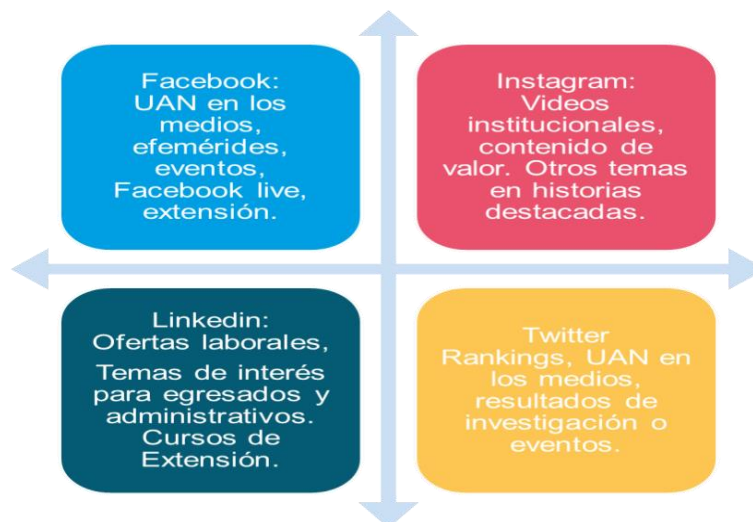 Facebook:
UAN en los
medios,
efemérides,
eventos,
Facebook live,
extensión.
Instagram:
Videos
institucionales,
contenido de
valor. Otros temas
en historias
destacadas.
Linkedin:
Ofertas laborales,
Temas de interés
para egresados y
administrativos.
Cursos de
Extensión.
Twitter
Rankings, UAN en
los medios,
resultados de
investigación o
eventos.